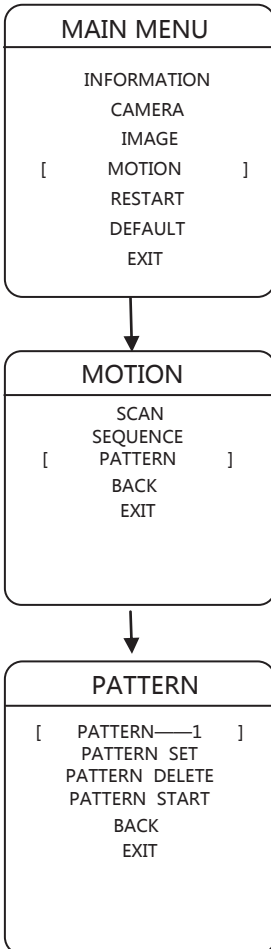 MAIN MENU
INFORMATION
CAMERA
IMAGE
[ MOTION ]
RESTART
DEFAULT
EXIT
MOTION
SCAN
SEQUENCE
[ PATTERN ]
BACK
EXIT
PATTERN
[ PATTERN——1 ]
PATTERN SET
PATTERN DELETE
PATTERN START
BACK
EXIT